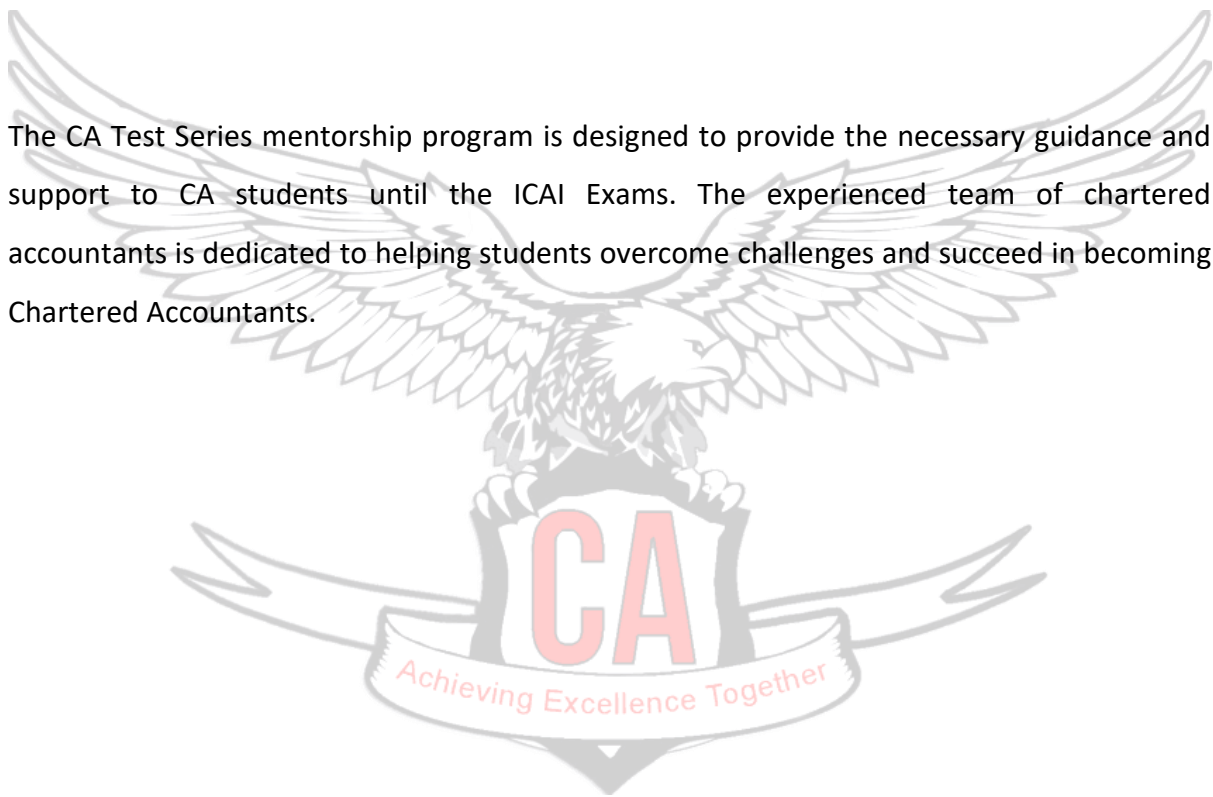 The CA Test Series mentorship program is designed to provide the necessary guidance and
support to CA students until the ICAI Exams. The experienced team of chartered
accountants is dedicated to helping students overcome challenges and succeed in becoming
Chartered Accountants.
CA
Achieving Excellence Together